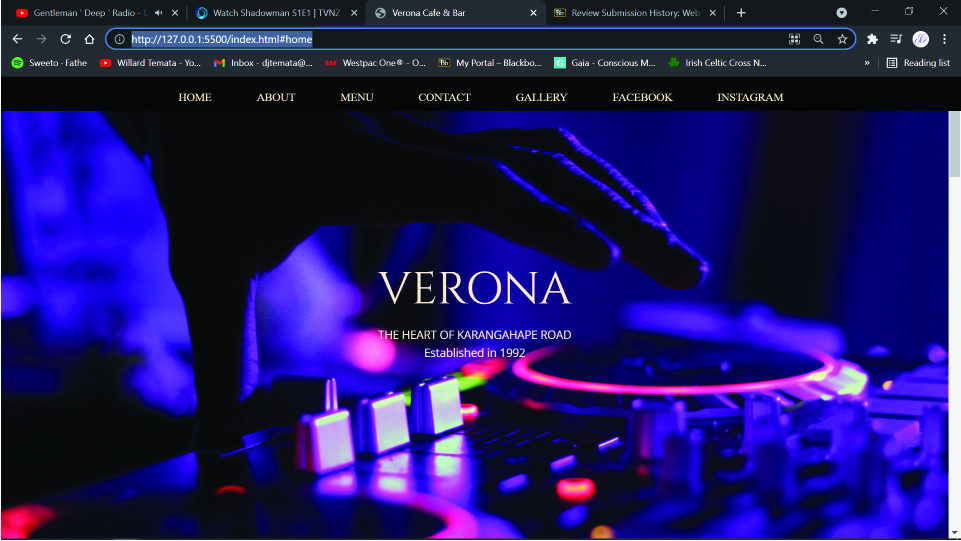 Gentleman ' Deep ' Radio - D
Watch Shadowman S1E1 | TVNZ
Verona Cafe & Bar
Review Submission History: Web
http://127.0.0.1:5500/index.html#home
Sweeto - Fathe
Willard Temata - Yo...
Inbox - djtemata@...
Westpac One® - O...
Bb
My Portal – Blackbo...
Gaia - Conscious M...
Irish Celtic Cross N...
»
Reading list
HOME ABOUT MENU CONTACT GALLERY FACEBOOK INSTAGRAM
VERONA
THE HEART OF KARANGAHAPE ROAD
Established in 1992